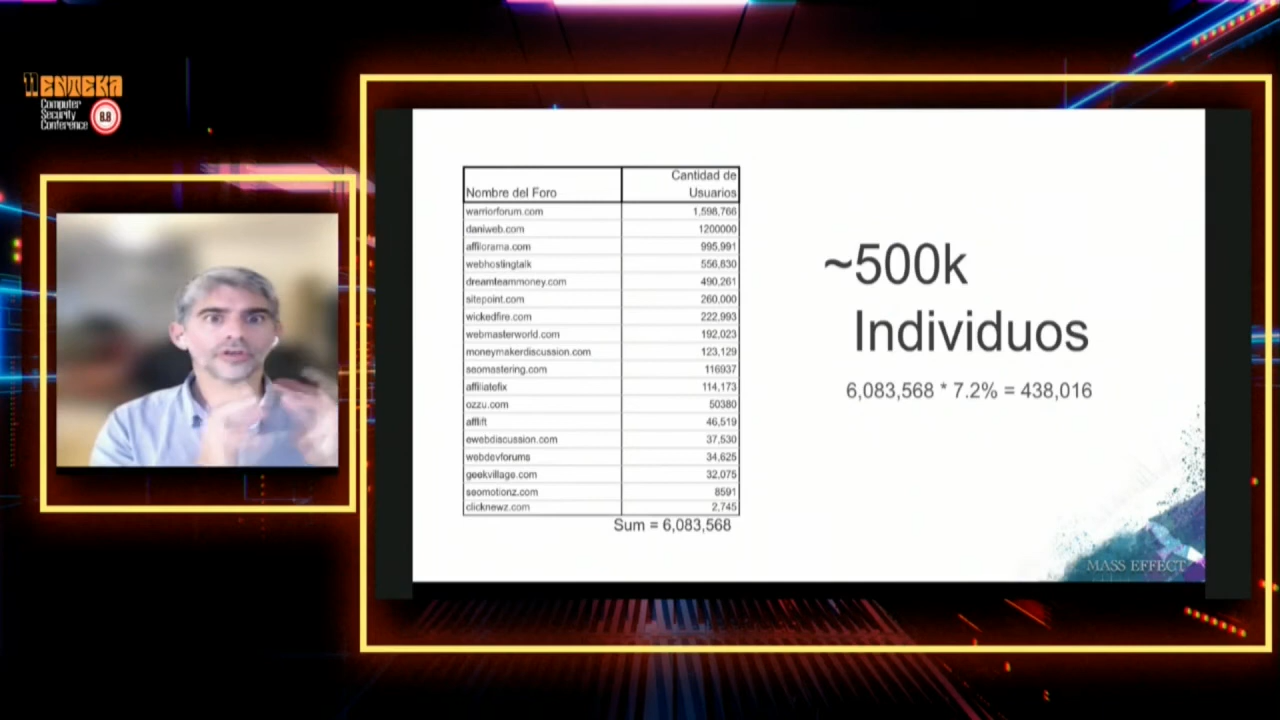 11 ENTEKA
Computer
Security
Conference
8.8
Nombre del Foro Cantidad de Usuarios
warriorforum.com 1,598,766
daniweb.com 1200000
affilorama.com 995,991
webhostingtalk 556,830
dreamteammoney.com 490,261
sitepoint.com 260,000
wickedfire.com 222,993
webmasterworld.com 192,023
moneymakerdiscussion.com 123,129
seomastering.com 116937
affiliatefix 114,173
ozzu.com 50380
afflift 46,519
ewebdiscussion.com 37,530
webdevforums 34,625
geekvillage.com 32,075
seomotionz.com 8591
clicknewz.com 2,745
Sum = 6,083,568
~500k
Individuos
6,083,568 * 7.2% = 438,016
MASS EFFECT